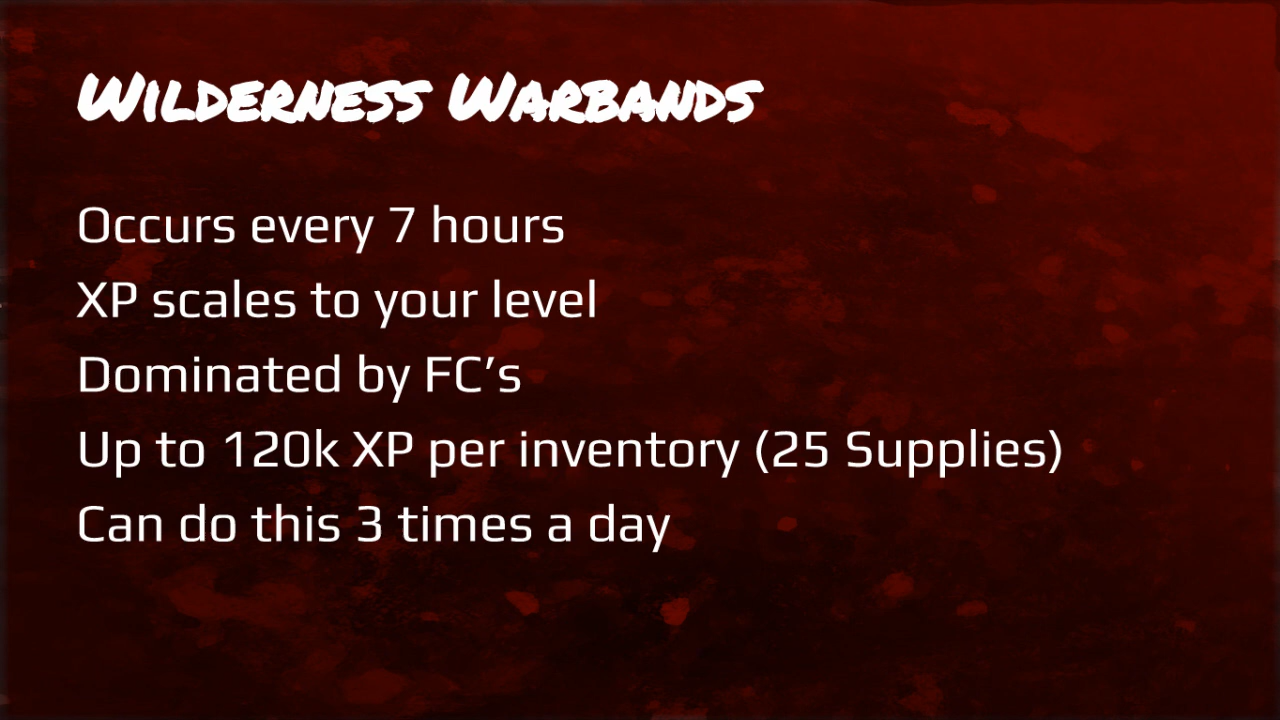 Wilderness Warbands
Occurs every 7 hours
XP scales to your level
Dominated by FC’s
Up to 120k XP per inventory (25 Supplies)
Can do this 3 times a day